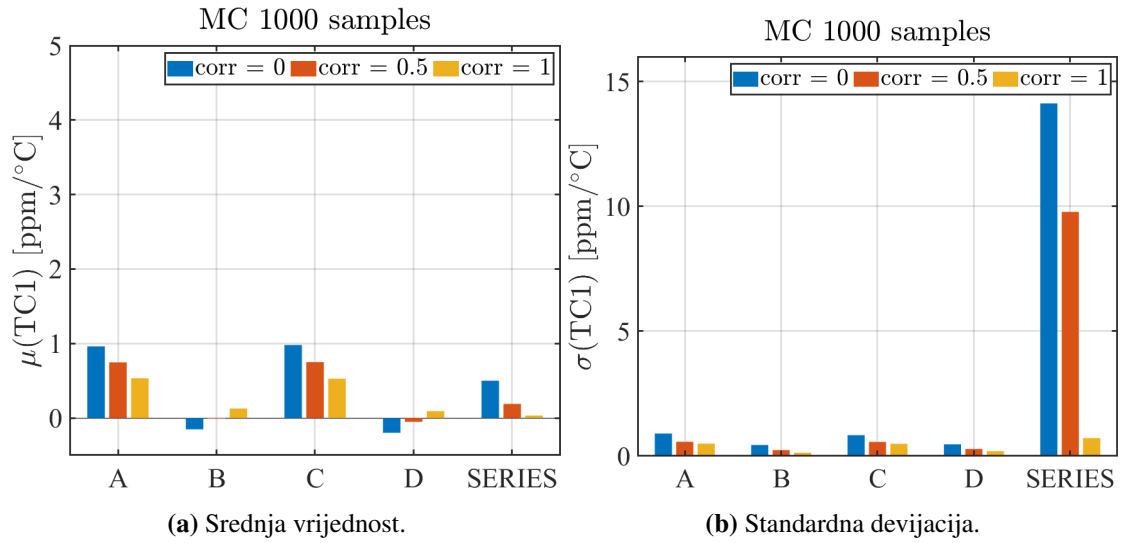 MC 1000 samples
corr = 0 corr = 0.5 corr = 1
μ(TC1) [ppm/°C]
5
4
3
2
1
0
A B C D SERIES
(a) Srednja vrijednost.
MC 1000 samples
corr = 0 corr = 0.5 corr = 1
σ(TC1) [ppm/°C]
15
10
5
0
A B C D SERIES
(b) Standardna devijacija.